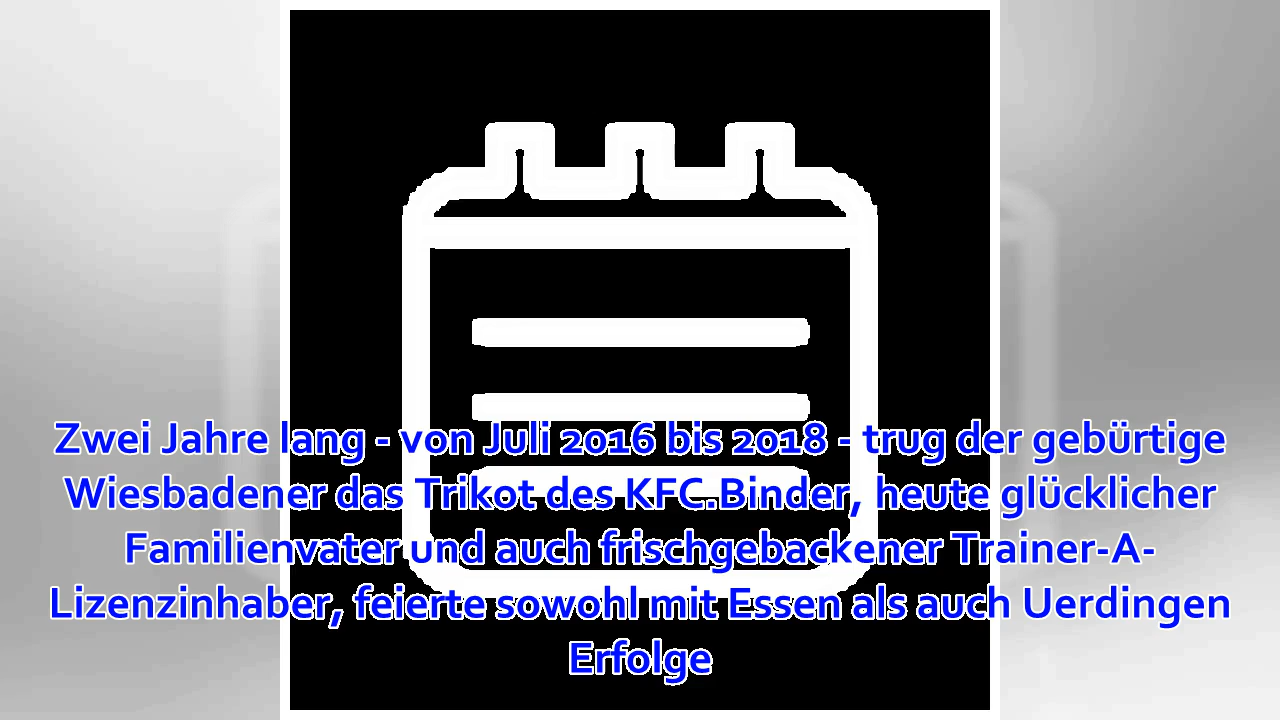 Zwei Jahre lang - von Juli 2016 bis 2018 - trug der gebürtige
Wiesbadener das Trikot des KFC.Binder, heute glücklicher
Familienvater und auch frischgebackener Trainer-A-
Lizenzinhaber, feierte sowohl mit Essen als auch Uerdingen
Erfolge